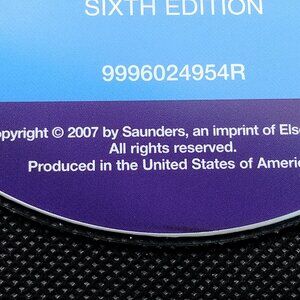 SIXTH EDITION
9996024954R
opyright © 2007 by Saunders, an imprint of Else
All rights reserved.
Produced in the United States of Americ